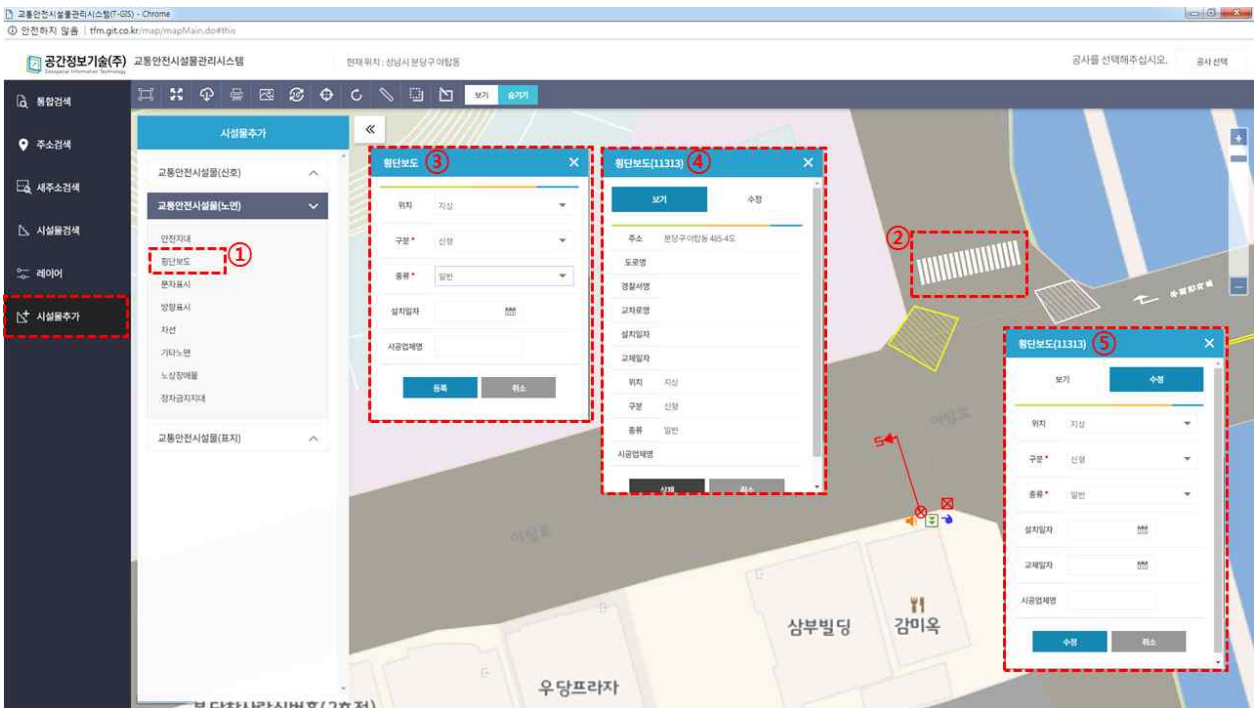 교통안전시설물관리시스템(T-GIS) - Chrome
안전하지 않음 | tfm.git.co.kr/map/mapMain.do#this
공간정보기술(주) 교통안전시설물관리시스템
Geospatial Information Technology
현재 위치 : 성남시 분당구 야탑동
공사를 선택해주십시오.
공사 선택
보기
숨기기
통합검색
주소검색
새주소검색
시설물검색
레이어
시설물추가
시설물추가
교통안전시설물(신호)
교통안전시설물(노면)
안전지대
횡단보도 ①
문자표시
방향표시
차선
기타노면
노상장애물
정차금지지대
교통안전시설물(표지)
②
횡단보도 ③
위치 지상
구분* 신형
종류* 일반
설치일자
시공업체명
등록 취소
횡단보도(11313) ④
보기 수정
주소 분당구 야탑동 485-4도
도로명
경찰서명
교차로명
설치일자
교체일자
위치 지상
구분 신형
종류 일반
시공업체명
삭제 취소
횡단보도(11313) ⑤
보기 수정
위치 지상
구분* 신형
종류* 일반
설치일자
교체일자
시공업체명
수정 취소
이매로
삼부빌딩
감미옥
우당프라자